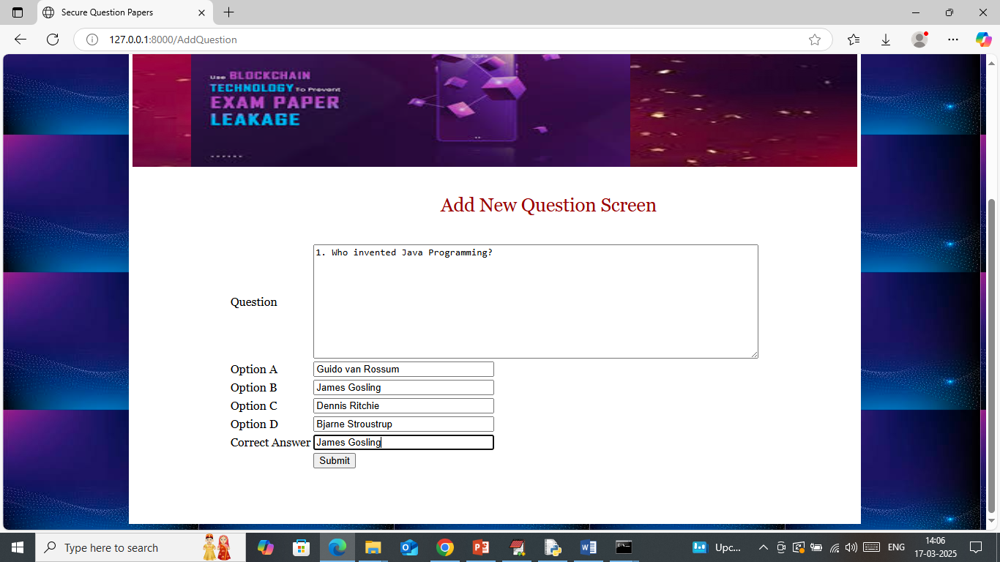 Secure Question Papers
127.0.0.1:8000/AddQuestion
Use BLOCKCHAIN
TECHNOLOGY To Prevent
EXAM PAPER
LEAKAGE
Add New Question Screen
Question
1. Who invented Java Programming?
Option A Guido van Rossum
Option B James Gosling
Option C Dennis Ritchie
Option D Bjarne Stroustrup
Correct Answer James Gosling
Submit
Type here to search
Upc...
ENG
14:06
17-03-2025